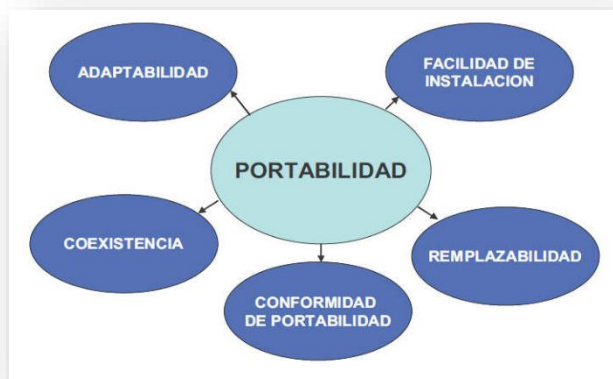 ADAPTABILIDAD
FACILIDAD DE
INSTALACION
PORTABILIDAD
COEXISTENCIA
REMPLAZABILIDAD
CONFORMIDAD
DE PORTABILIDAD